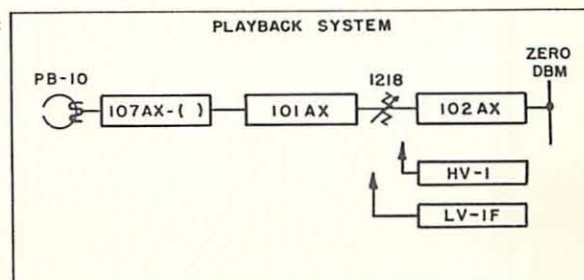 PLAYBACK SYSTEM
ZERO
DBM
PB-10
1218
107AX-( )
101AX
102AX
HV-1
LV-1F